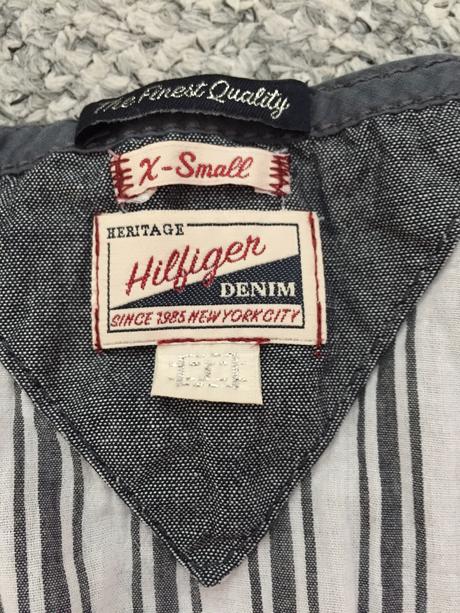 The Finest Quality
X-Small
HERITAGE
Hilfiger
DENIM
SINCE 1985 NEW YORK CITY